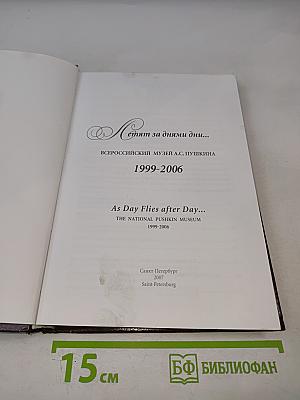 Летят за днями дни...
ВСЕРОССИЙСКИЙ МУЗЕЙ А.С. ПУШКИНА
1999-2006
As Day Flies after Day...
THE NATIONAL PUSHKIN MUSEUM
1999-2006
Санкт-Петербург
2007
Saint-Petersburg
15 см
БФ БИБЛИОФАН